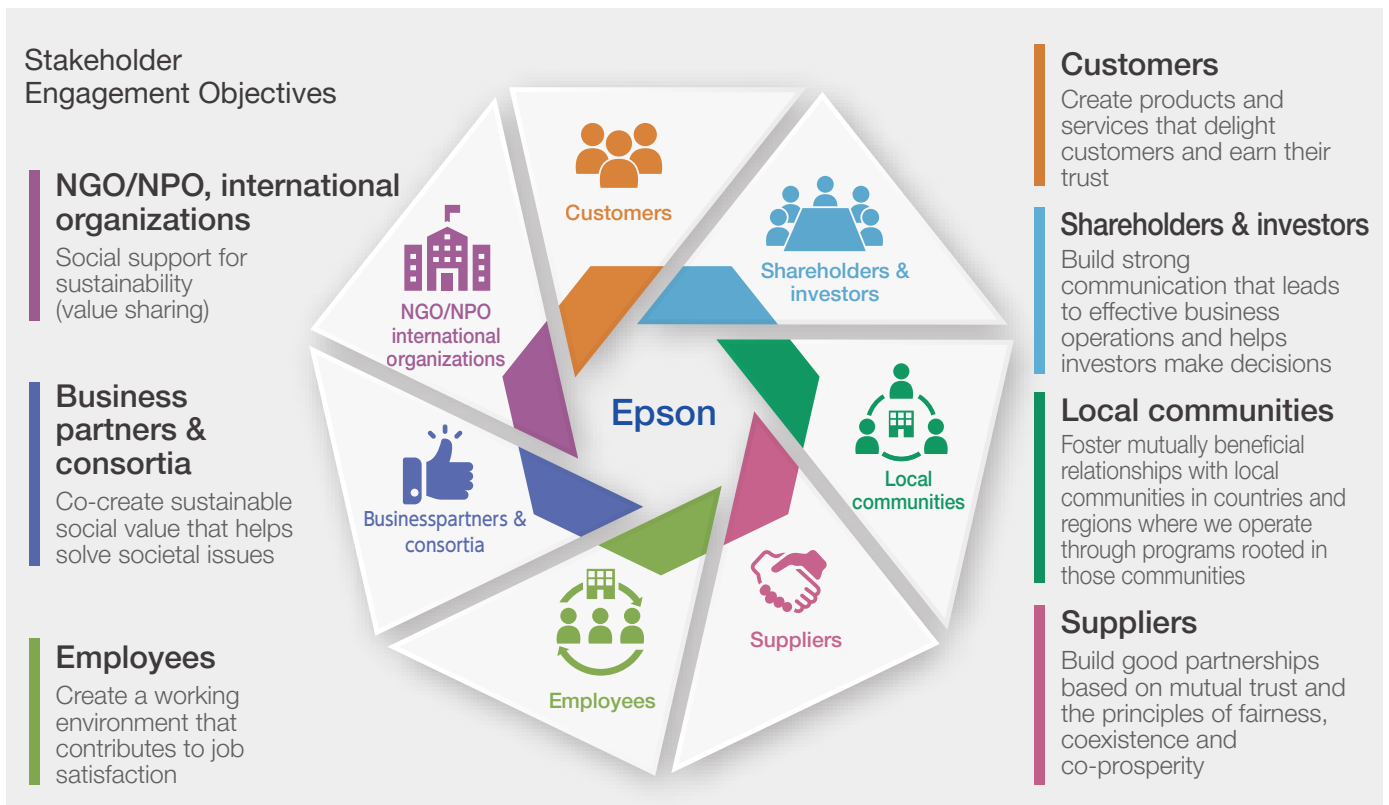 Stakeholder
Engagement Objectives
NGO/NPO, international
organizations
Social support for
sustainability
(value sharing)
Business
partners &
consortia
Co-create sustainable
social value that helps
solve societal issues
Employees
Create a working
environment that
contributes to job
satisfaction
Customers
Shareholders &
investors
NGO/NPO
international
organizations
Epson
Local
communities
Businesspartners &
consortia
Suppliers
Employees
Customers
Create products and
services that delight
customers and earn their
trust
Shareholders & investors
Build strong
communication that leads
to effective business
operations and helps
investors make decisions
Local communities
Foster mutually beneficial
relationships with local
communities in countries and
regions where we operate
through programs rooted in
those communities
Suppliers
Build good partnerships
based on mutual trust and
the principles of fairness,
coexistence and
co-prosperity